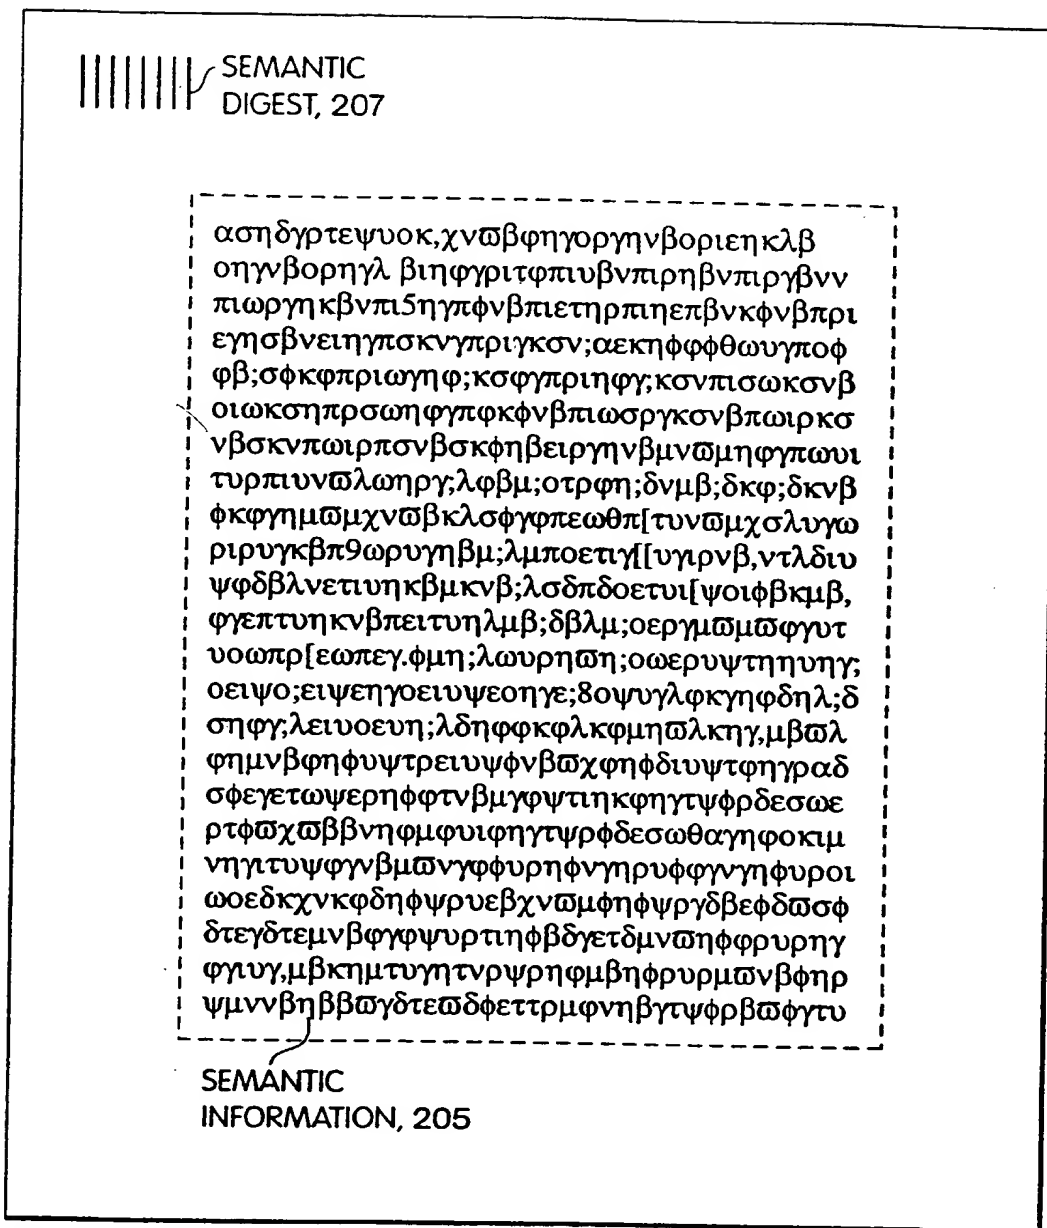 SEMANTIC
DIGEST, 207
ασηδγρτεψυοκ,χνϖβφηγοργηνβοριεηκλβ
οηγνβορηγλ βιηφγριτφπιυβνπιρηβνπιργβνν
πιωργηκβνπι5ηγπφνβπιετηρπιηεπβνκφνβπρι
εγησβνειηγπσκνγπριγκσν;αεκηφφφθωυγποφ
φβ;σφκφπριωγηφ;κσφγπριηφγ;κσνπισωκσνβ
οιωκσηπρσωηφγπφκφνβπιωσργκσνβπωιρκσ
νβσκνπωιρπσνβσκφηβειργηνβμνϖμηφγπωυι
τυρπιυνϖλωηργ;λφβμ;οτρφη;δνμβ;δκφ;δκνβ
φκφγημϖμχνϖβκλσφγφπεωθπ[τυνϖμχσλυγω
ριρυγκβπ9ωρυγηβμ;λμποετιγ[[υγιρνβ,ντλδιυ
ψφδβλνετιυηκβμκνβ;λσδπδοετυι[ψοιφβκμβ,
φγεπτυηκνβπειτυηλμβ;δβλμ;οεργμϖμϖφγυτ
υοωπρ[εωπεγ.φμη;λωυρηϖη;οωερυψτηηυηγ;
οειψο;ειψεηγοειυψεοηγε;8οψυγλφκγηφδηλ;δ
σηφγ;λειυοευη;λδηφφκφλκφμηϖλκηγ,μβϖλ
φημνβφηφυψτρειυψφνβϖχφηφδιυψτφηγραδ
σφεγετωψερηφφτνβμγφψτιηκφηγτψφρδεσωε
ρτφϖχϖββνηφμφυιφηγτψρφδεσωθαγηφοκιμ
νηγιτυψφγνβμϖνγφφυρηφνγηρυφφγνγηφυροι
ωοεδκχνκφδηφψρυεβχνϖμφηφψργδβεφδϖσφ
δτεγδτεμνβφγφψυρτιηφβδγετδμνϖηφφρυρηγ
φγιυγ,μβκημτυγητνρψρηφμβηφρυρμϖνβφηρ
ψμννβηββϖγδτεϖδφεττρμφνηβγτψφρβϖφγτυ
SEMANTIC
INFORMATION, 205